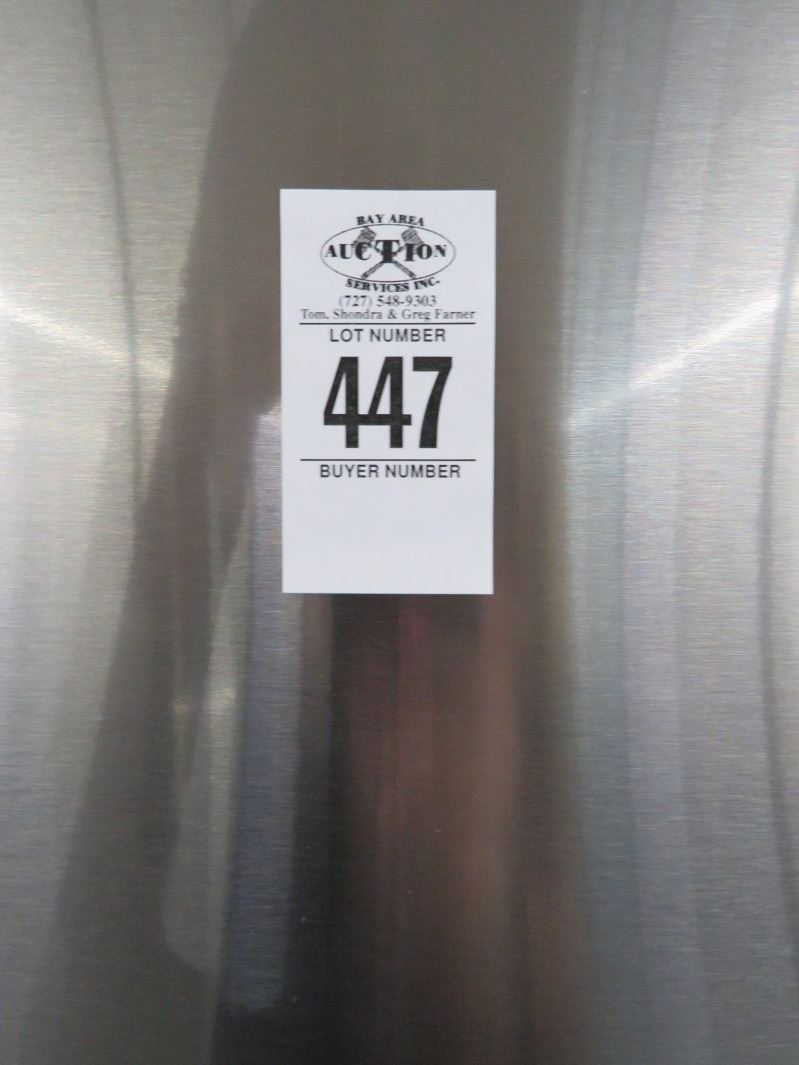 BAY AREA
AUCTION
SERVICES INC.
(727) 548-9303
Tom, Shondra & Greg Farner
LOT NUMBER
447
BUYER NUMBER